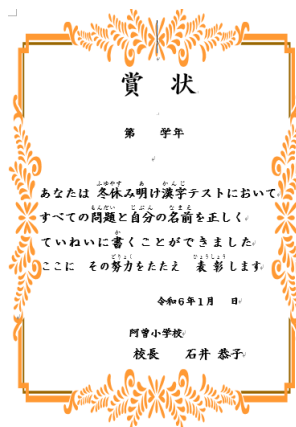 賞 状
第 学年
あなたは 冬休み明け漢字テストにおいて
すべての問題と自分の名前を正しく
ていねいに書くことができました
ここに その努力をたたえ 表彰します
令和6年1月 日
阿曽小学校
校長 石井 恭子